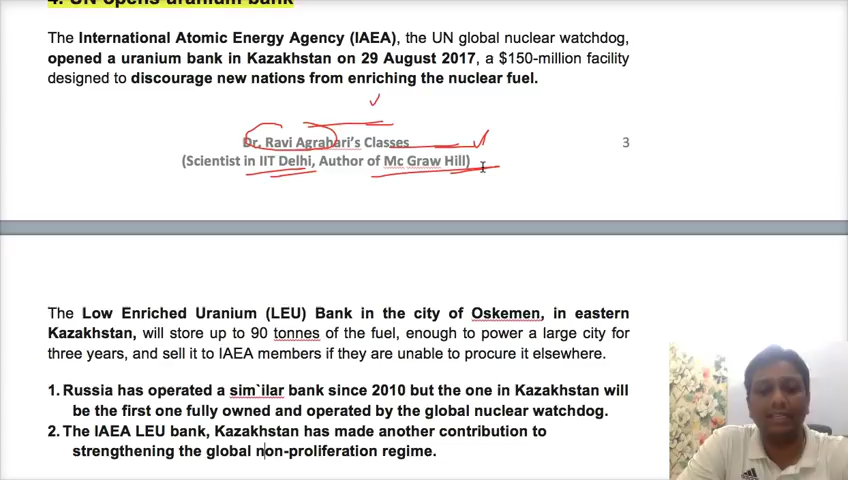 4. UN opens uranium bank
The International Atomic Energy Agency (IAEA), the UN global nuclear watchdog,
opened a uranium bank in Kazakhstan on 29 August 2017, a $150-million facility
designed to discourage new nations from enriching the nuclear fuel.
Dr. Ravi Agrahari's Classes
(Scientist in IIT Delhi, Author of Mc Graw Hill)
3
The Low Enriched Uranium (LEU) Bank in the city of Oskemen, in eastern
Kazakhstan, will store up to 90 tonnes of the fuel, enough to power a large city for
three years, and sell it to IAEA members if they are unable to procure it elsewhere.
1. Russia has operated a sim`ilar bank since 2010 but the one in Kazakhstan will
be the first one fully owned and operated by the global nuclear watchdog.
2. The IAEA LEU bank, Kazakhstan has made another contribution to
strengthening the global non-proliferation regime.